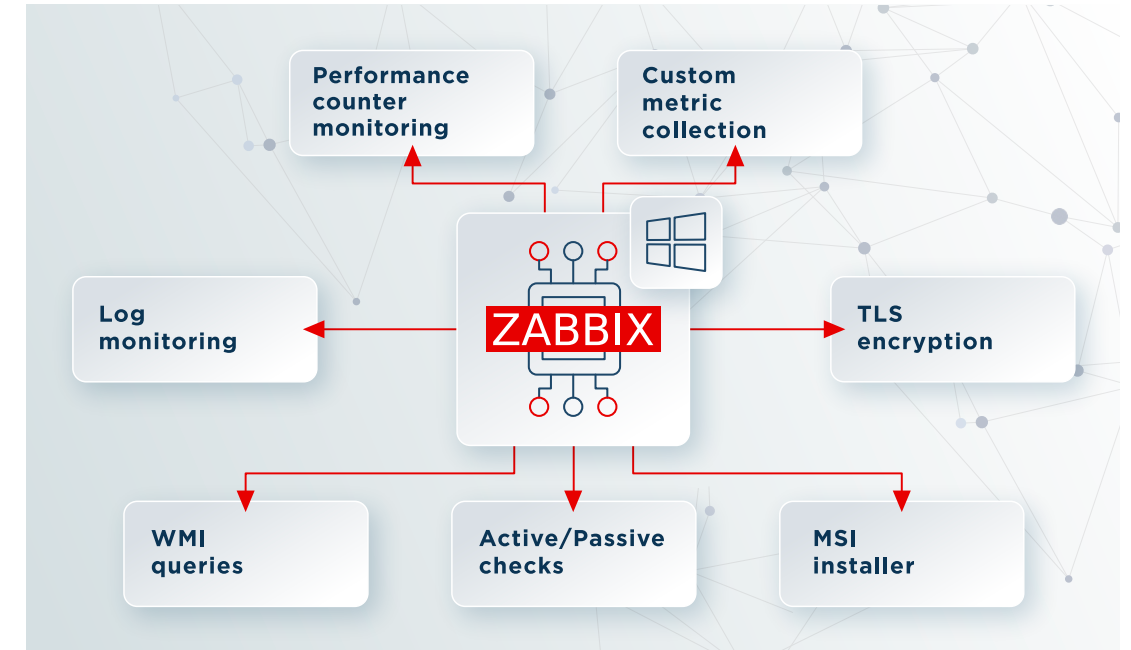 Performance
counter
monitoring
Custom
metric
collection
Log
monitoring
ZABBIX
TLS
encryption
WMI
queries
Active/Passive
checks
MSI
installer